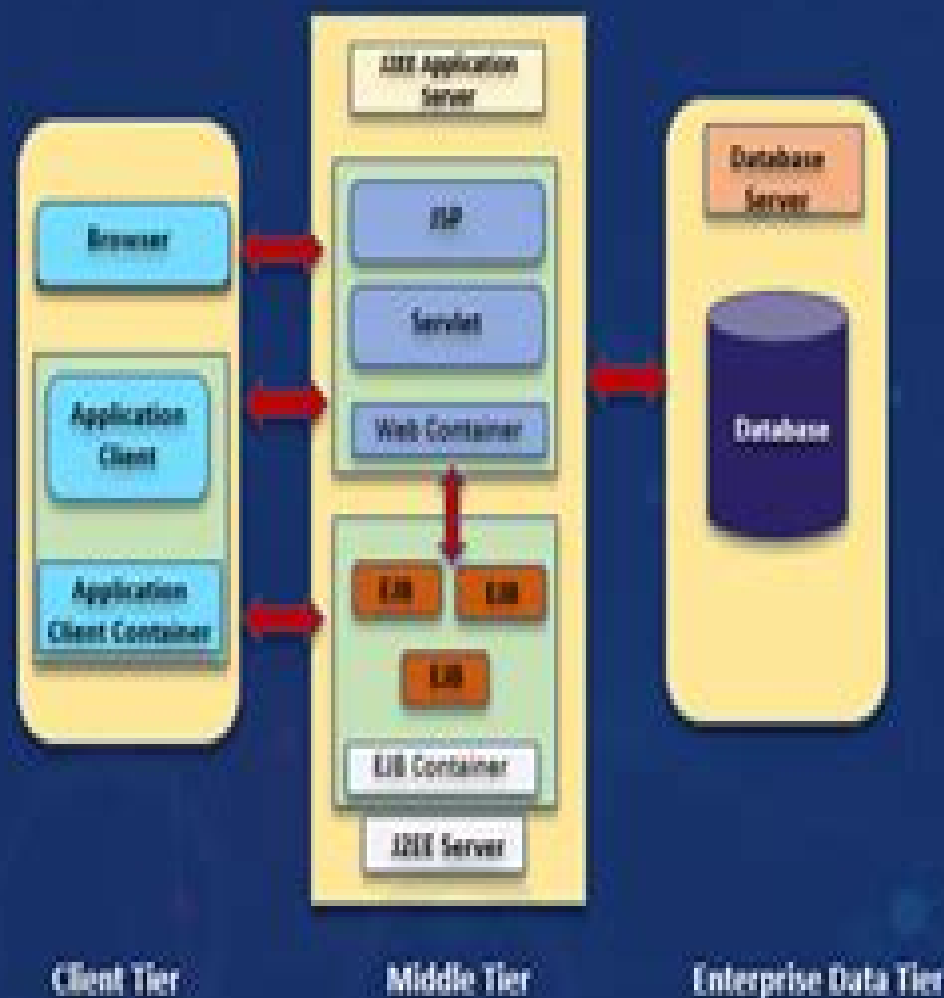 J2EE Application
Server
Browser
Application
Client
Application
Client Container
JSP
Servlet
Web Container
EJB
EJB
EJB
EJB Container
J2EE Server
Database
Server
Database
Client Tier
Middle Tier
Enterprise Data Tier